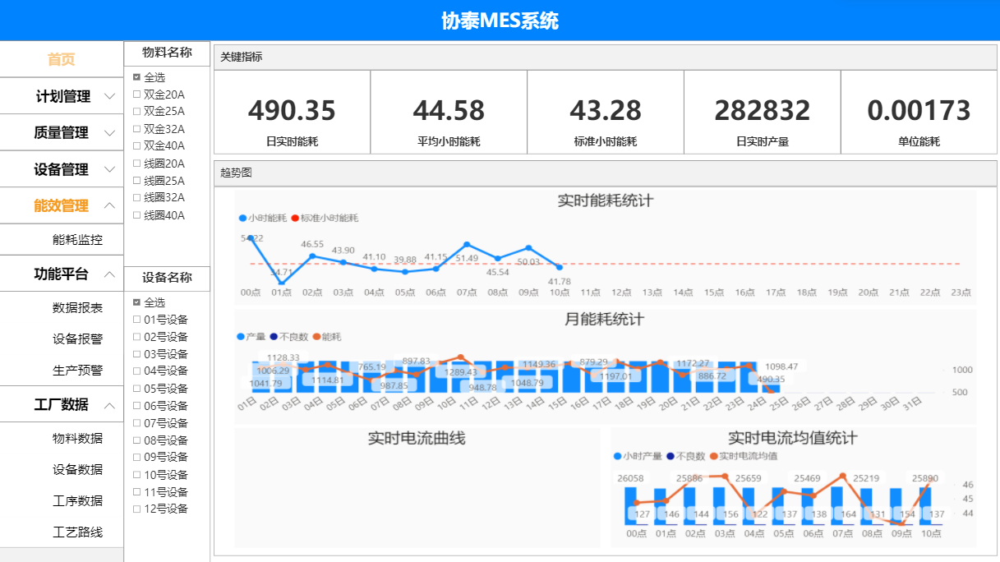 协泰MES系统
首页
计划管理
质量管理
设备管理
能效管理
能耗监控
功能平台
数据报表
设备报警
生产预警
工厂数据
物料数据
设备数据
工序数据
工艺路线
物料名称
全选
双金20A
双金25A
双金32A
双金40A
线圈20A
线圈25A
线圈32A
线圈40A
设备名称
全选
01号设备
02号设备
03号设备
04号设备
05号设备
06号设备
07号设备
08号设备
09号设备
10号设备
11号设备
12号设备
关键指标
490.35 44.58 43.28 282832 0.00173
日实时能耗 平均小时能耗 标准小时能耗 日实时产量 单位能耗
趋势图
实时能耗统计
小时能耗 标准小时能耗
54.22 34.71 46.55 43.90 41.10 39.88 41.15 51.49 45.54 50.03 41.78
00点 01点 02点 03点 04点 05点 06点 07点 08点 09点 10点 11点 12点 13点 14点 15点 16点 17点 18点 19点 20点 21点 22点 23点
月能耗统计
产量 不良数 能耗
1128.33 765.19 897.83 1149.36 879.29 1172.27 1098.47
1006.29 1289.43 1000
1041.79 1114.81 987.85 948.78 1048.79 1197.01 886.72 490.35
500
01日 02日 03日 04日 05日 06日 07日 08日 09日 10日 11日 12日 13日 14日 15日 16日 17日 18日 19日 20日 21日 22日 23日 24日 25日 26日 27日 28日 29日 30日 31日
实时电流曲线
实时电流均值统计
小时产量 不良数 实时电流均值
26058 25886 25659 25469 25219 25890
46
45
44
127 146 144 156 122 137 138 164 131 154 137
00点 01点 02点 03点 04点 05点 06点 07点 08点 09点 10点